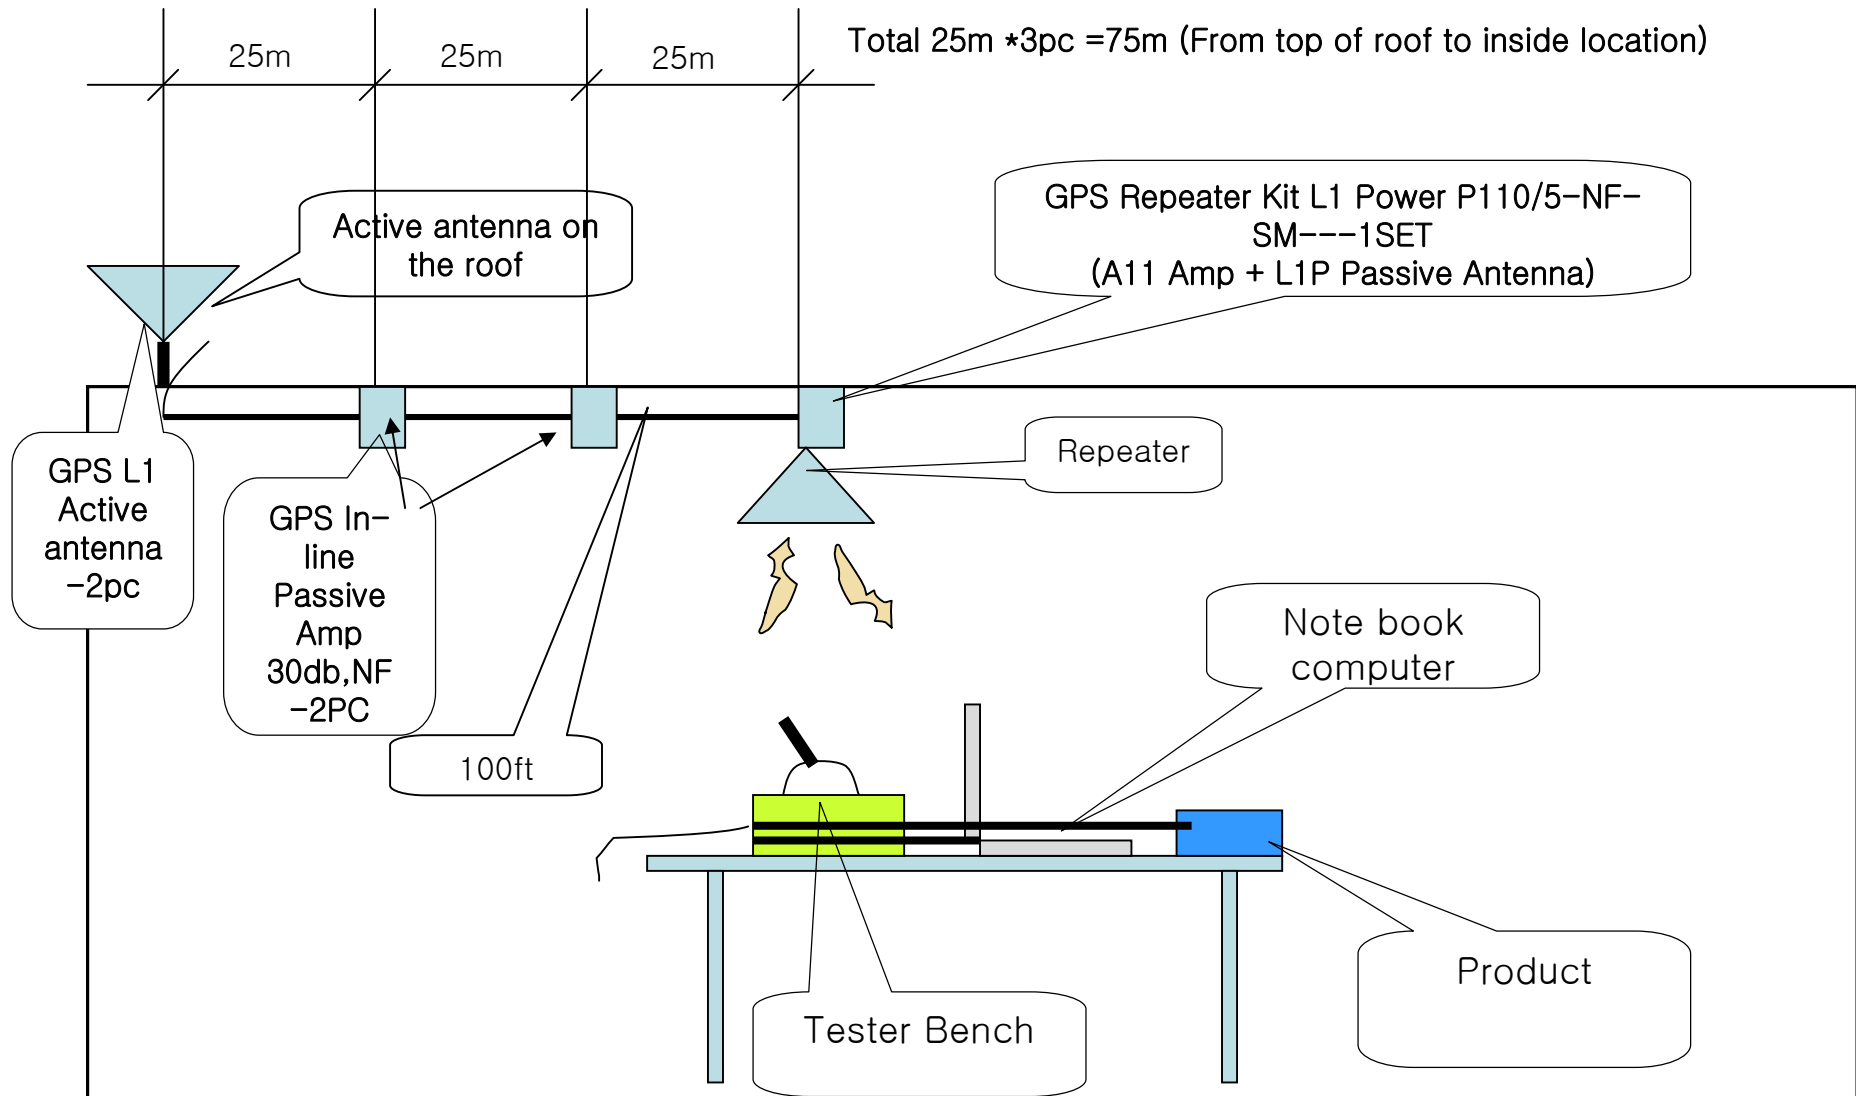 Total 25m *3pc =75m (From top of roof to inside location)
25m
25m
25m
Active antenna on
the roof
GPS Repeater Kit L1 Power P110/5-NF-
SM---1SET
(A11 Amp + L1P Passive Antenna)
GPS L1
Active
antenna
-2pc
GPS In-
line
Passive
Amp
30db,NF
-2PC
Repeater
100ft
Note book
computer
Tester Bench
Product